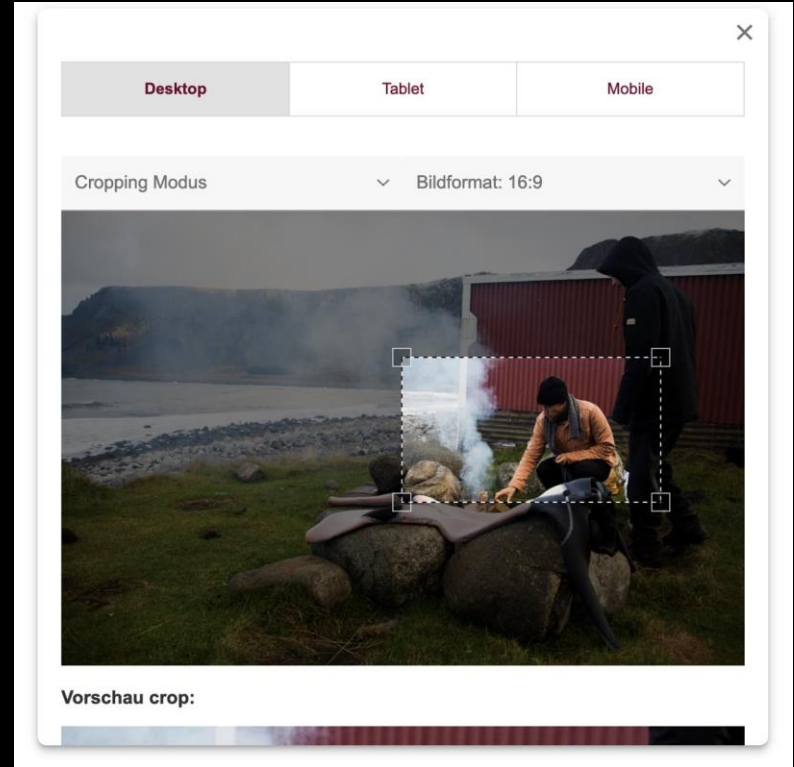 Desktop
Tablet
Mobile
Cropping Modus
Bildformat: 16:9
Vorschau crop: